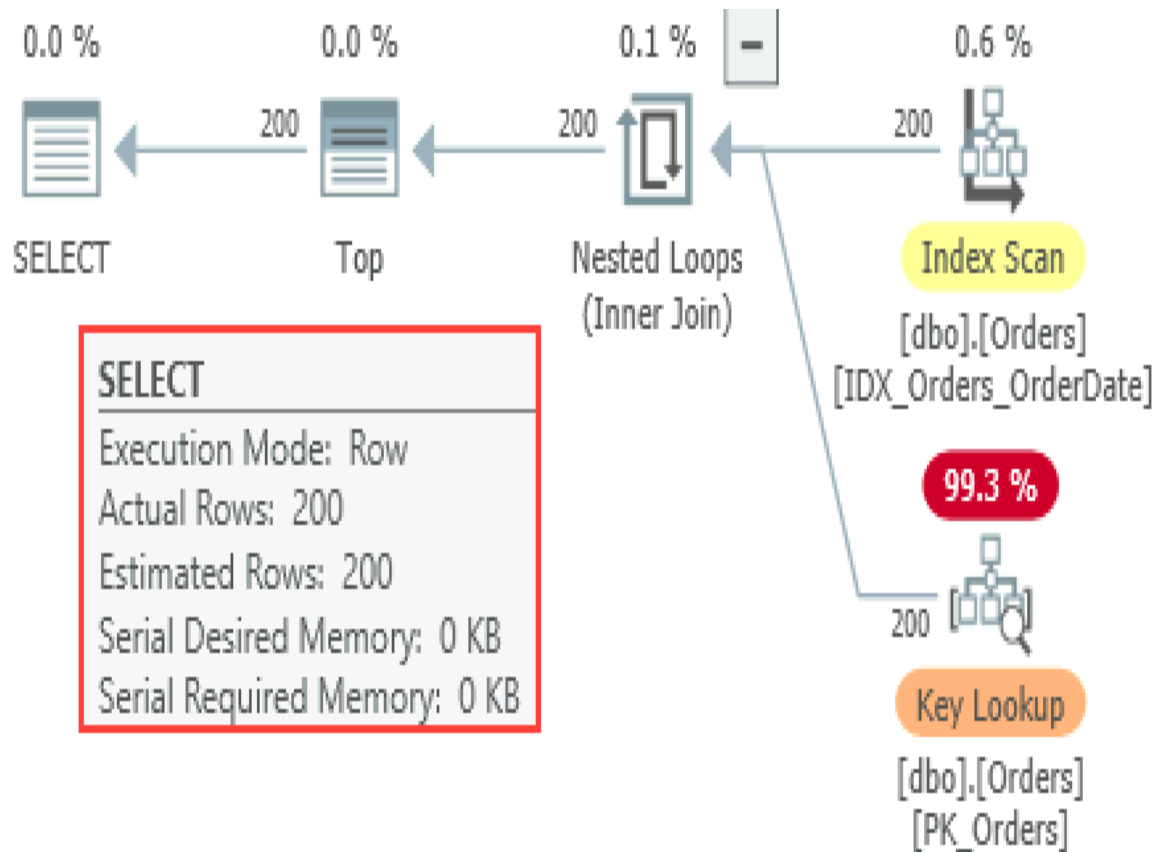 0.0 %
0.0 %
0.1 %
0.6 %
200
200
200
SELECT
Top
Nested Loops
(Inner Join)
Index Scan
[dbo].[Orders]
[IDX_Orders_OrderDate]
SELECT
Execution Mode: Row
Actual Rows: 200
Estimated Rows: 200
Serial Desired Memory: 0 KB
Serial Required Memory: 0 KB
99.3 %
200
Key Lookup
[dbo].[Orders]
[PK_Orders]